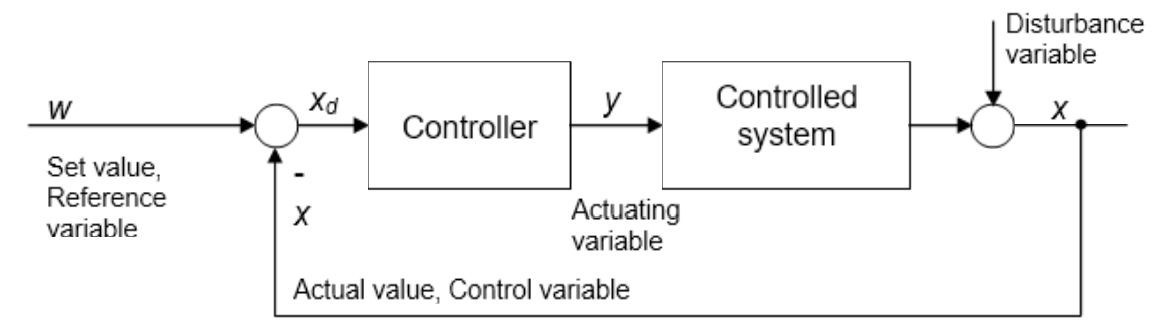 Disturbance
variable
w
x_d
Controller
y
Controlled
system
x
Set value,
Reference
variable
-
x
Actuating
variable
Actual value, Control variable